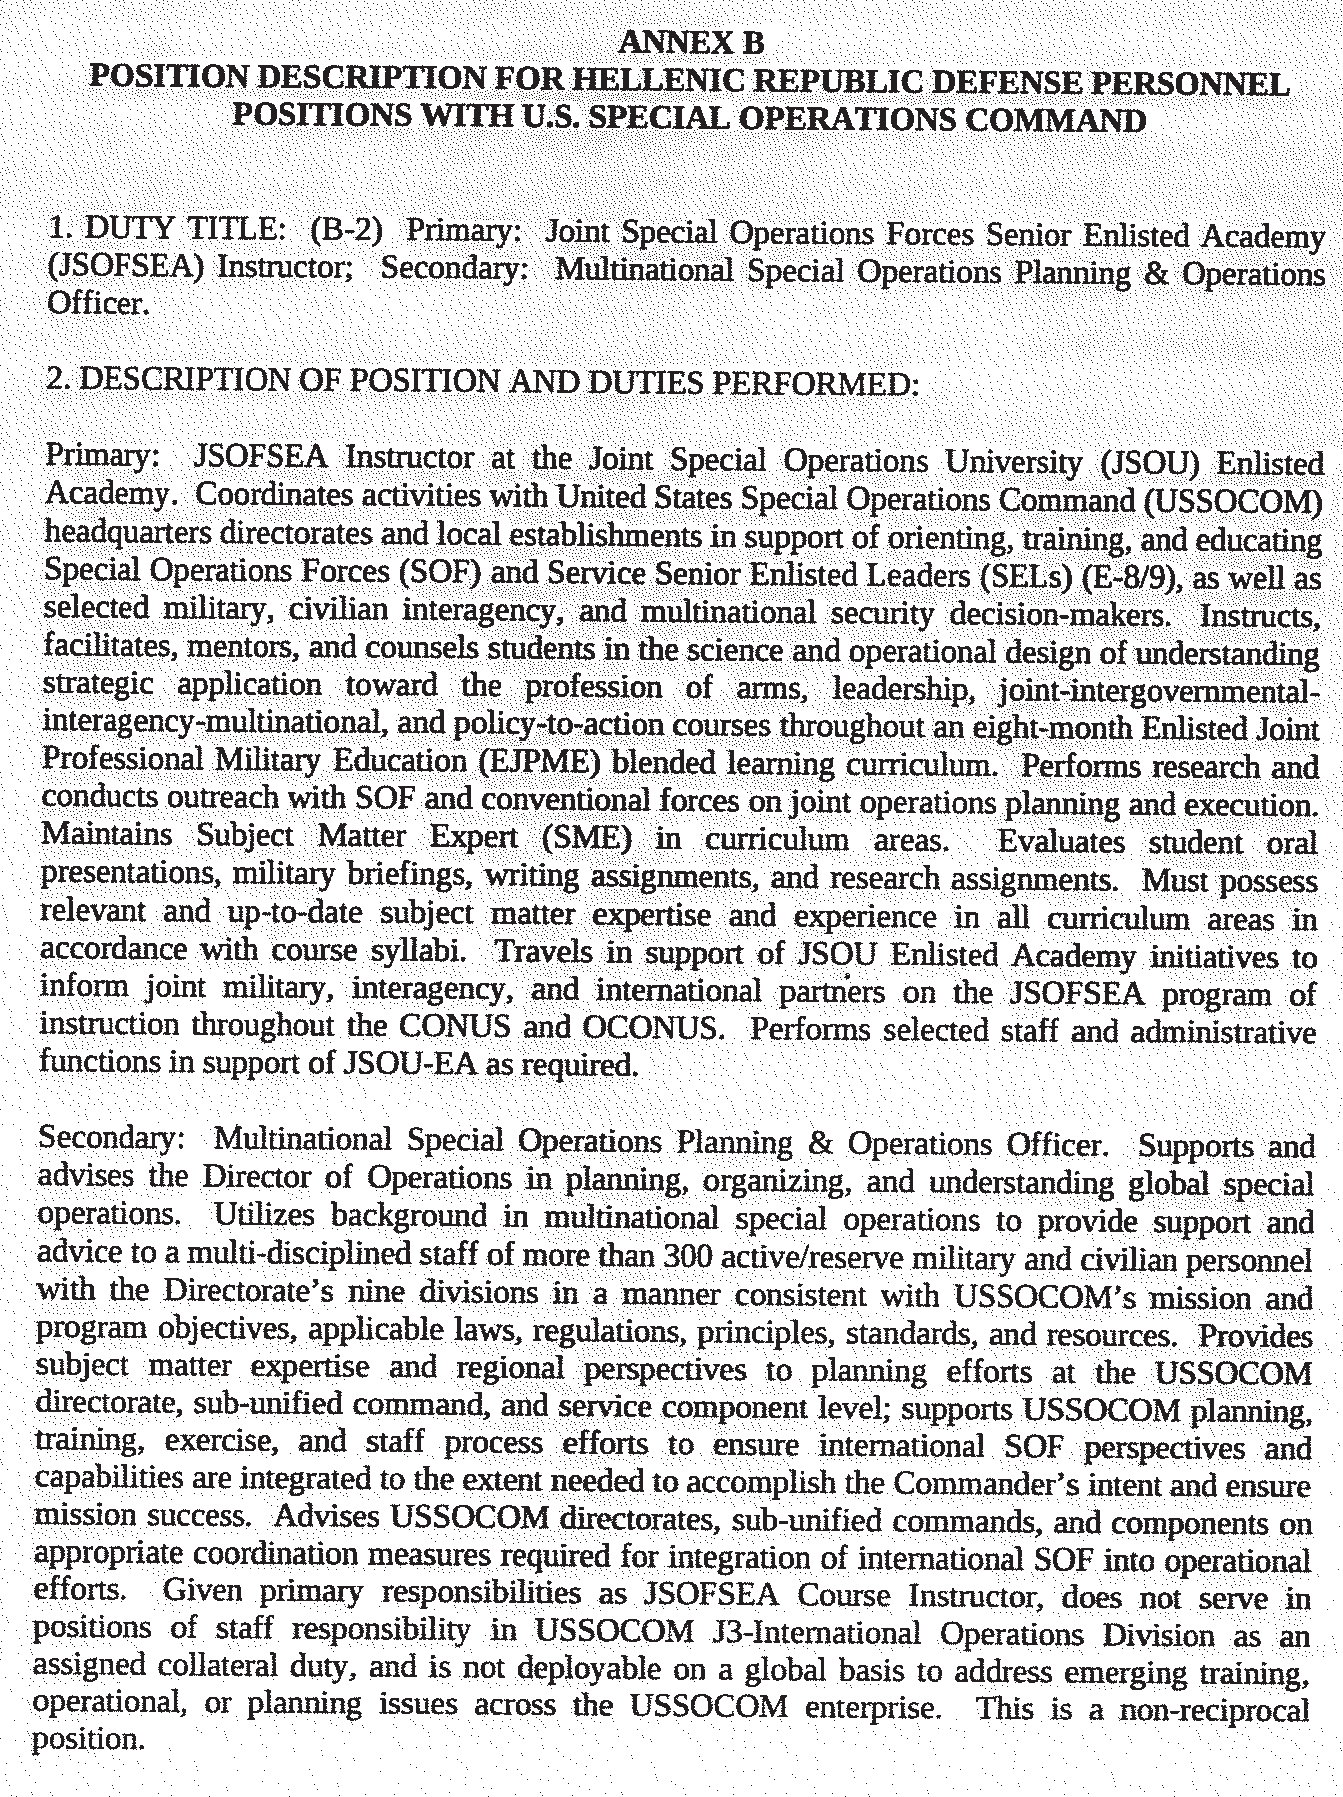 ANNEX B
POSITION DESCRIPTION FOR HELLENIC REPUBLIC DEFENSE PERSONNEL
POSITIONS WITH U.S. SPECIAL OPERATIONS COMMAND
1. DUTY TITLE: (B-2) Primary: Joint Special Operations Forces Senior Enlisted Academy
(JSOFSEA) Instructor; Secondary: Multinational Special Operations Planning & Operations
Officer.
2. DESCRIPTION OF POSITION AND DUTIES PERFORMED:
Primary: JSOFSEA Instructor at the Joint Special Operations University (JSOU) Enlisted
Academy. Coordinates activities with United States Special Operations Command (USSOCOM)
headquarters directorates and local establishments in support of orienting, training, and educating
Special Operations Forces (SOF) and Service Senior Enlisted Leaders (SELs) (E-8/9), as well as
selected military, civilian interagency, and multinational security decision-makers. Instructs,
facilitates, mentors, and counsels students in the science and operational design of understanding
strategic application toward the profession of arms, leadership, joint-intergovernmental-
interagency-multinational, and policy-to-action courses throughout an eight-month Enlisted Joint
Professional Military Education (EJPME) blended learning curriculum. Performs research and
conducts outreach with SOF and conventional forces on joint operations planning and execution.
Maintains Subject Matter Expert (SME) in curriculum areas. Evaluates student oral
presentations, military briefings, writing assignments, and research assignments. Must possess
relevant and up-to-date subject matter expertise and experience in all curriculum areas in
accordance with course syllabi. Travels in support of JSOU Enlisted Academy initiatives to
inform joint military, interagency, and international partners on the JSOFSEA program of
instruction throughout the CONUS and OCONUS. Performs selected staff and administrative
functions in support of JSOU-EA as required.
Secondary: Multinational Special Operations Planning & Operations Officer. Supports and
advises the Director of Operations in planning, organizing, and understanding global special
operations. Utilizes background in multinational special operations to provide support and
advice to a multi-disciplined staff of more than 300 active/reserve military and civilian personnel
with the Directorate's nine divisions in a manner consistent with USSOCOM's mission and
program objectives, applicable laws, regulations, principles, standards, and resources. Provides
subject matter expertise and regional perspectives to planning efforts at the USSOCOM
directorate, sub-unified command, and service component level; supports USSOCOM planning,
training, exercise, and staff process efforts to ensure international SOF perspectives and
capabilities are integrated to the extent needed to accomplish the Commander's intent and ensure
mission success. Advises USSOCOM directorates, sub-unified commands, and components on
appropriate coordination measures required for integration of international SOF into operational
efforts. Given primary responsibilities as JSOFSEA Course Instructor, does not serve in
positions of staff responsibility in USSOCOM J3-International Operations Division as an
assigned collateral duty, and is not deployable on a global basis to address emerging training,
operational, or planning issues across the USSOCOM enterprise. This is a non-reciprocal
position.